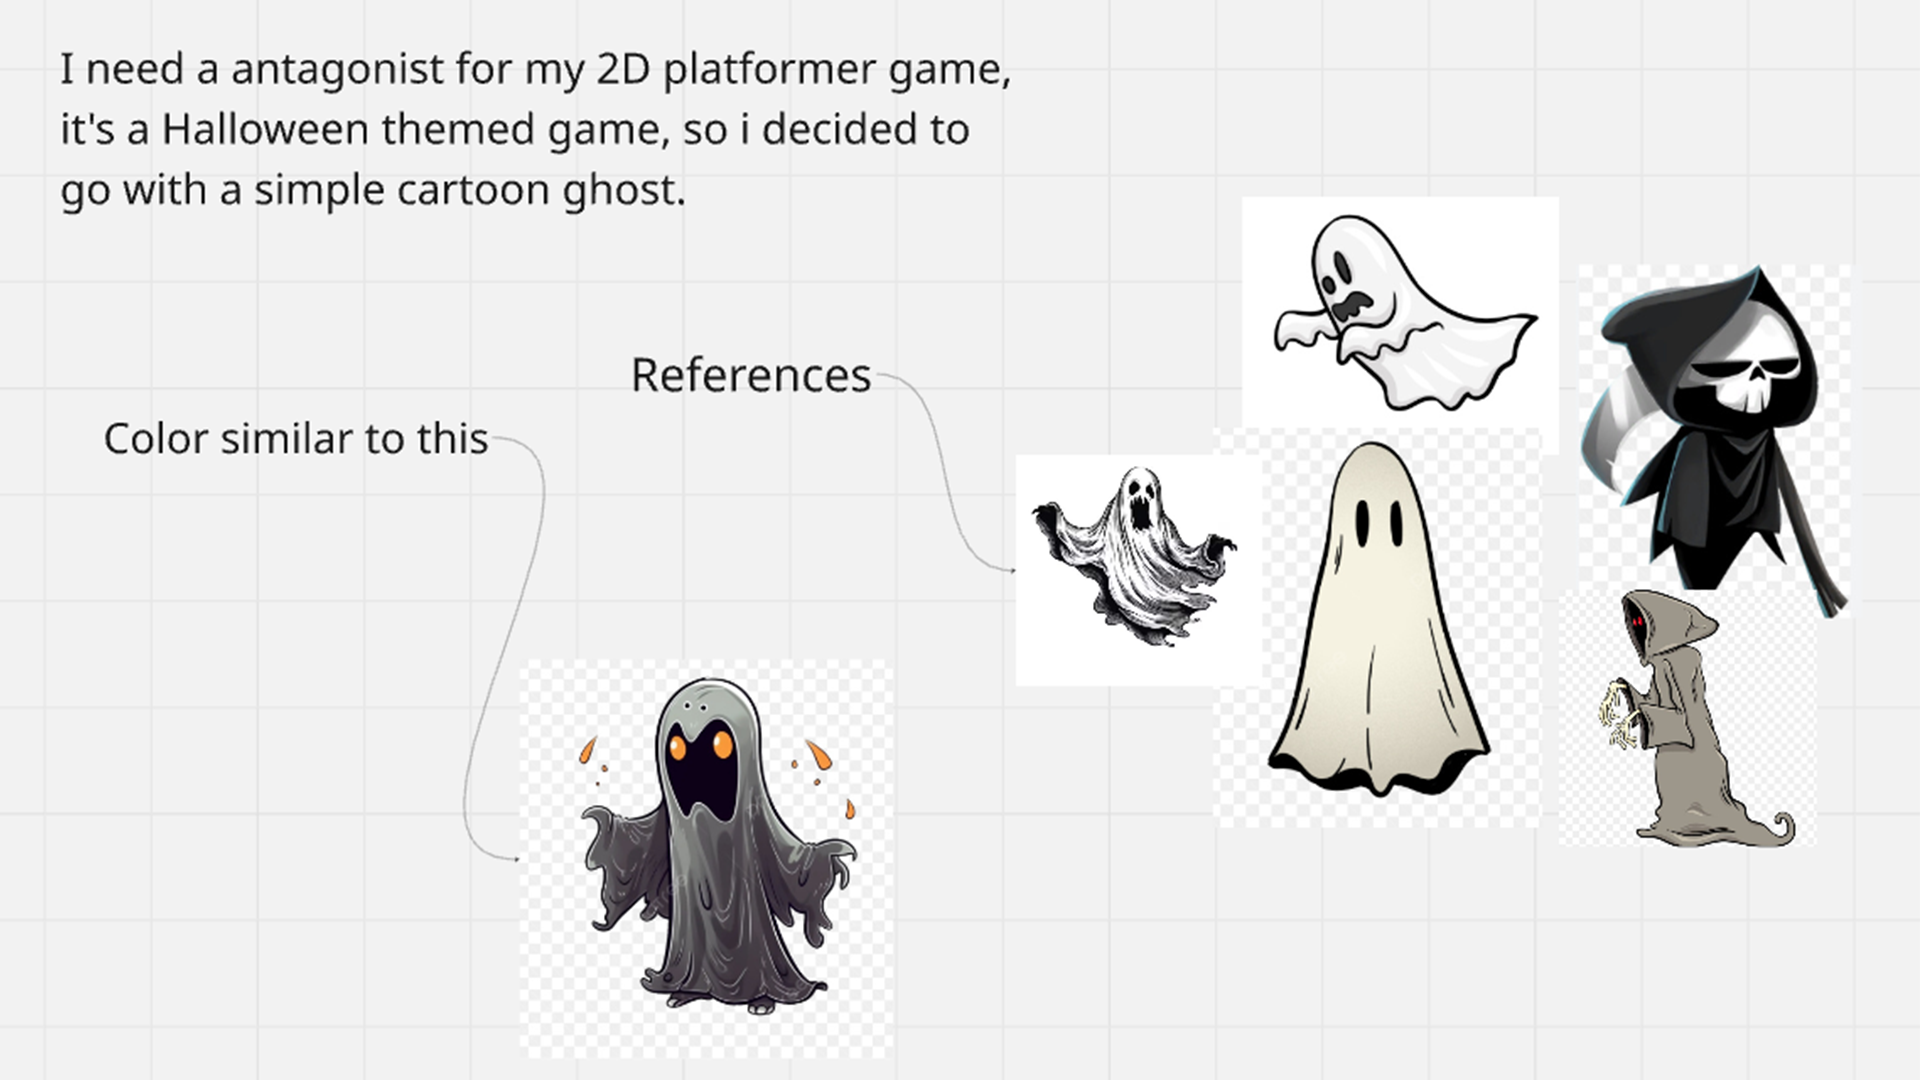 I need a antagonist for my 2D platformer game,
it's a Halloween themed game, so i decided to
go with a simple cartoon ghost.
References
Color similar to this